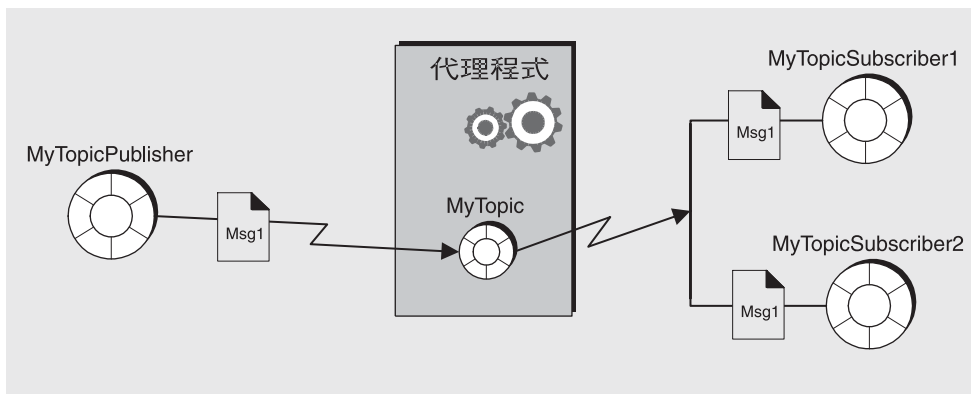 代理程式
MyTopicSubscriber1
Msg1
MyTopicPublisher
Msg1
MyTopic
MyTopicSubscriber2
Msg1